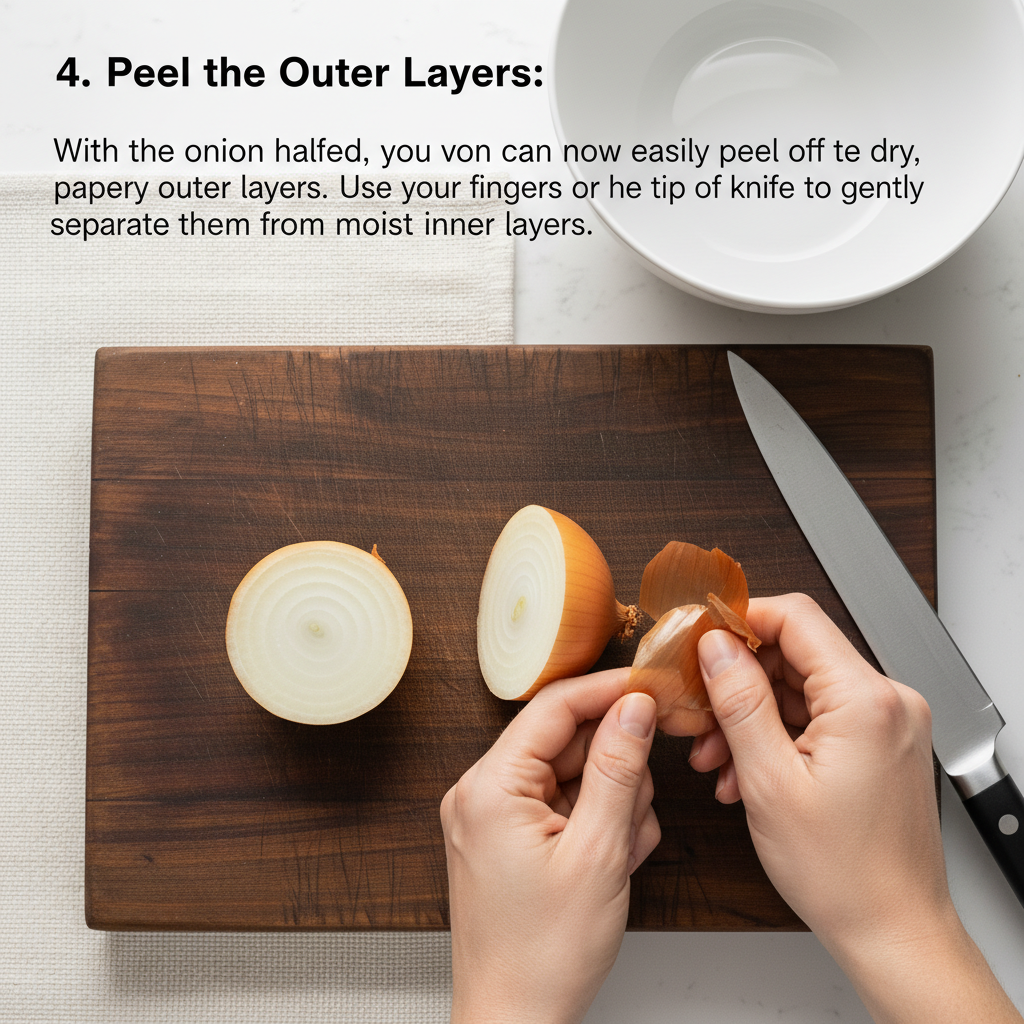 4. Peel the Outer Layers:
With the onion halfed, you von can now easily peel off te dry,
papery outer layers. Use your fingers or he tip of knife to gently
separate them from moist inner layers.